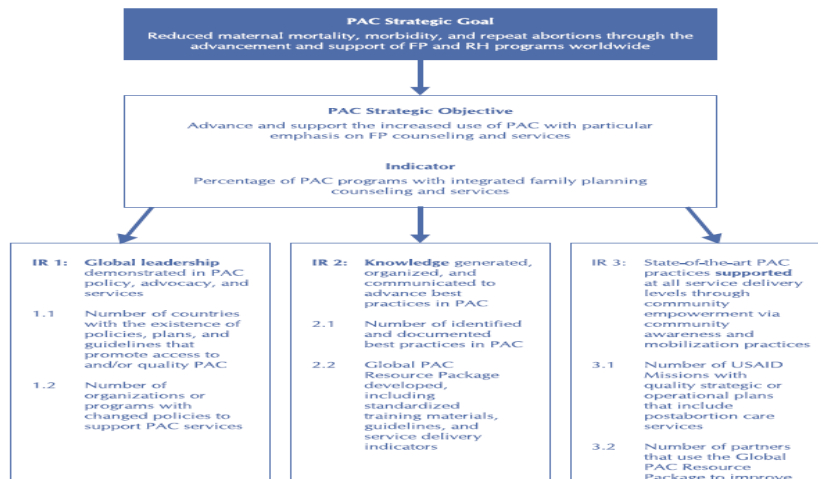 PAC Strategic Goal
Reduced maternal mortality, morbidity, and repeat abortions through the
advancement and support of FP and RH programs worldwide
PAC Strategic Objective
Advance and support the increased use of PAC with particular
emphasis on FP counseling and services
Indicator
Percentage of PAC programs with integrated family planning
counseling and services
IR 1: Global leadership
demonstrated in PAC
policy, advocacy, and
services
1.1 Number of countries
with the existence of
policies, plans, and
guidelines that
promote access to
and/or quality PAC
1.2 Number of
organizations or
programs with
changed policies to
support PAC services
IR 2: Knowledge generated,
organized, and
communicated to
advance best
practices in PAC
2.1 Number of identified
and documented
best practices in PAC
2.2 Global PAC
Resource Package
developed,
including
standardized
training materials,
guidelines, and
service delivery
indicators
IR 3: State-of-the-art PAC
practices supported
at all service delivery
levels through
community
empowerment via
community
awareness and
mobilization practices
3.1 Number of USAID
Missions with
quality strategic or
operational plans
that include
postabortion care
services
3.2 Number of partners
that use the Global
PAC Resource
Package to improve